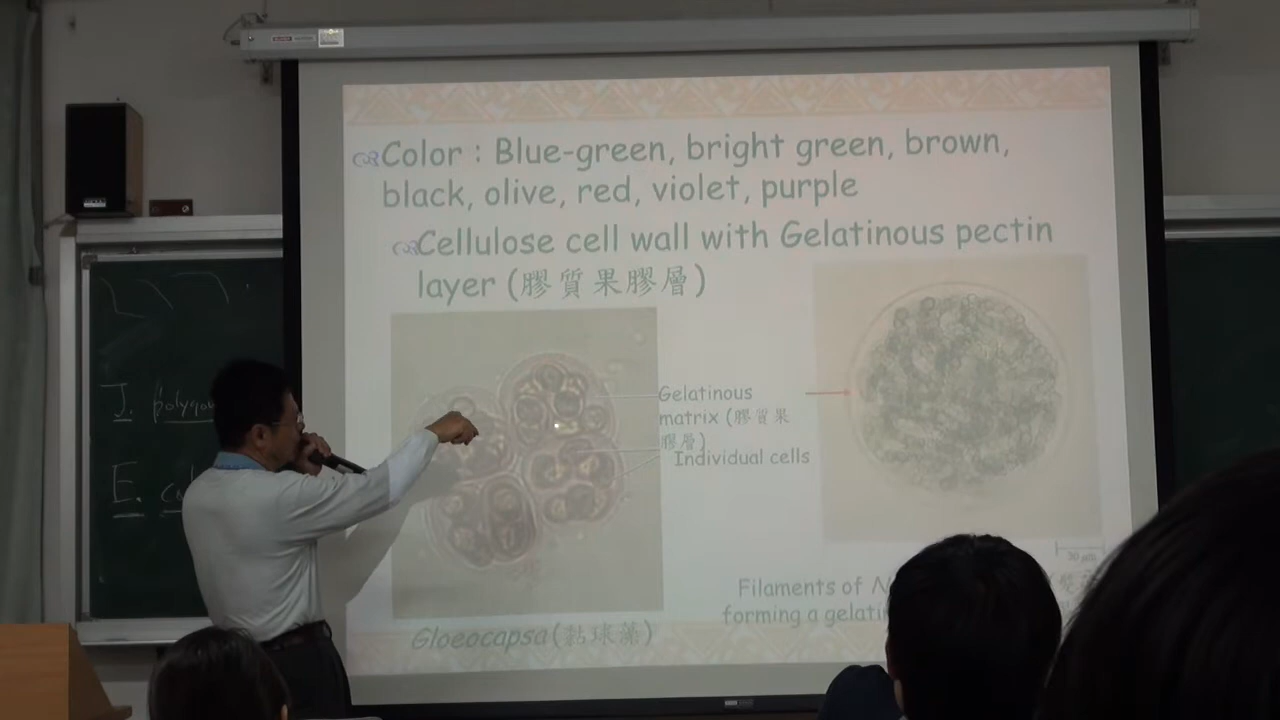 Color : Blue-green, bright green, brown,
black, olive, red, violet, purple
Cellulose cell wall with Gelatinous pectin
layer (膠質果膠層)
Gelatinous
matrix (膠質果
膠層)
Individual cells
30 μm
Filaments of
forming a
Gloeocapsa (黏球藻)
J.
E.